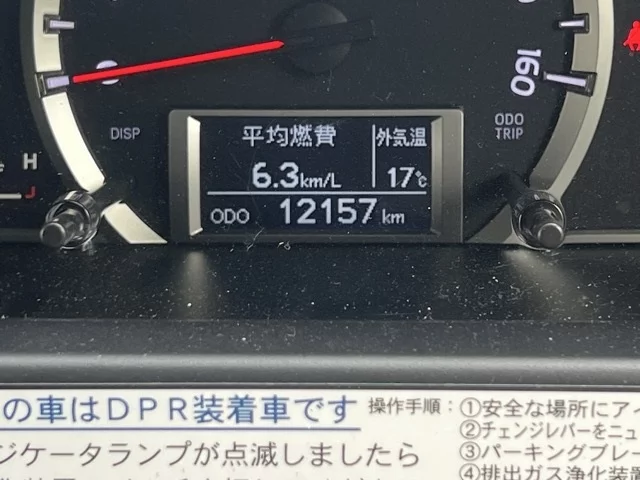 160
DISP
ODO
TRIP
平均燃費
外気温
6.3km/L
17℃
ODO 12157 km
H
の車はDPR装着車です
操作手順：
①安全な場所にア
②チェンジレバーをニュ
ジケータランプが点滅しましたら
③パーキングブレー
④排出ガス浄化装置